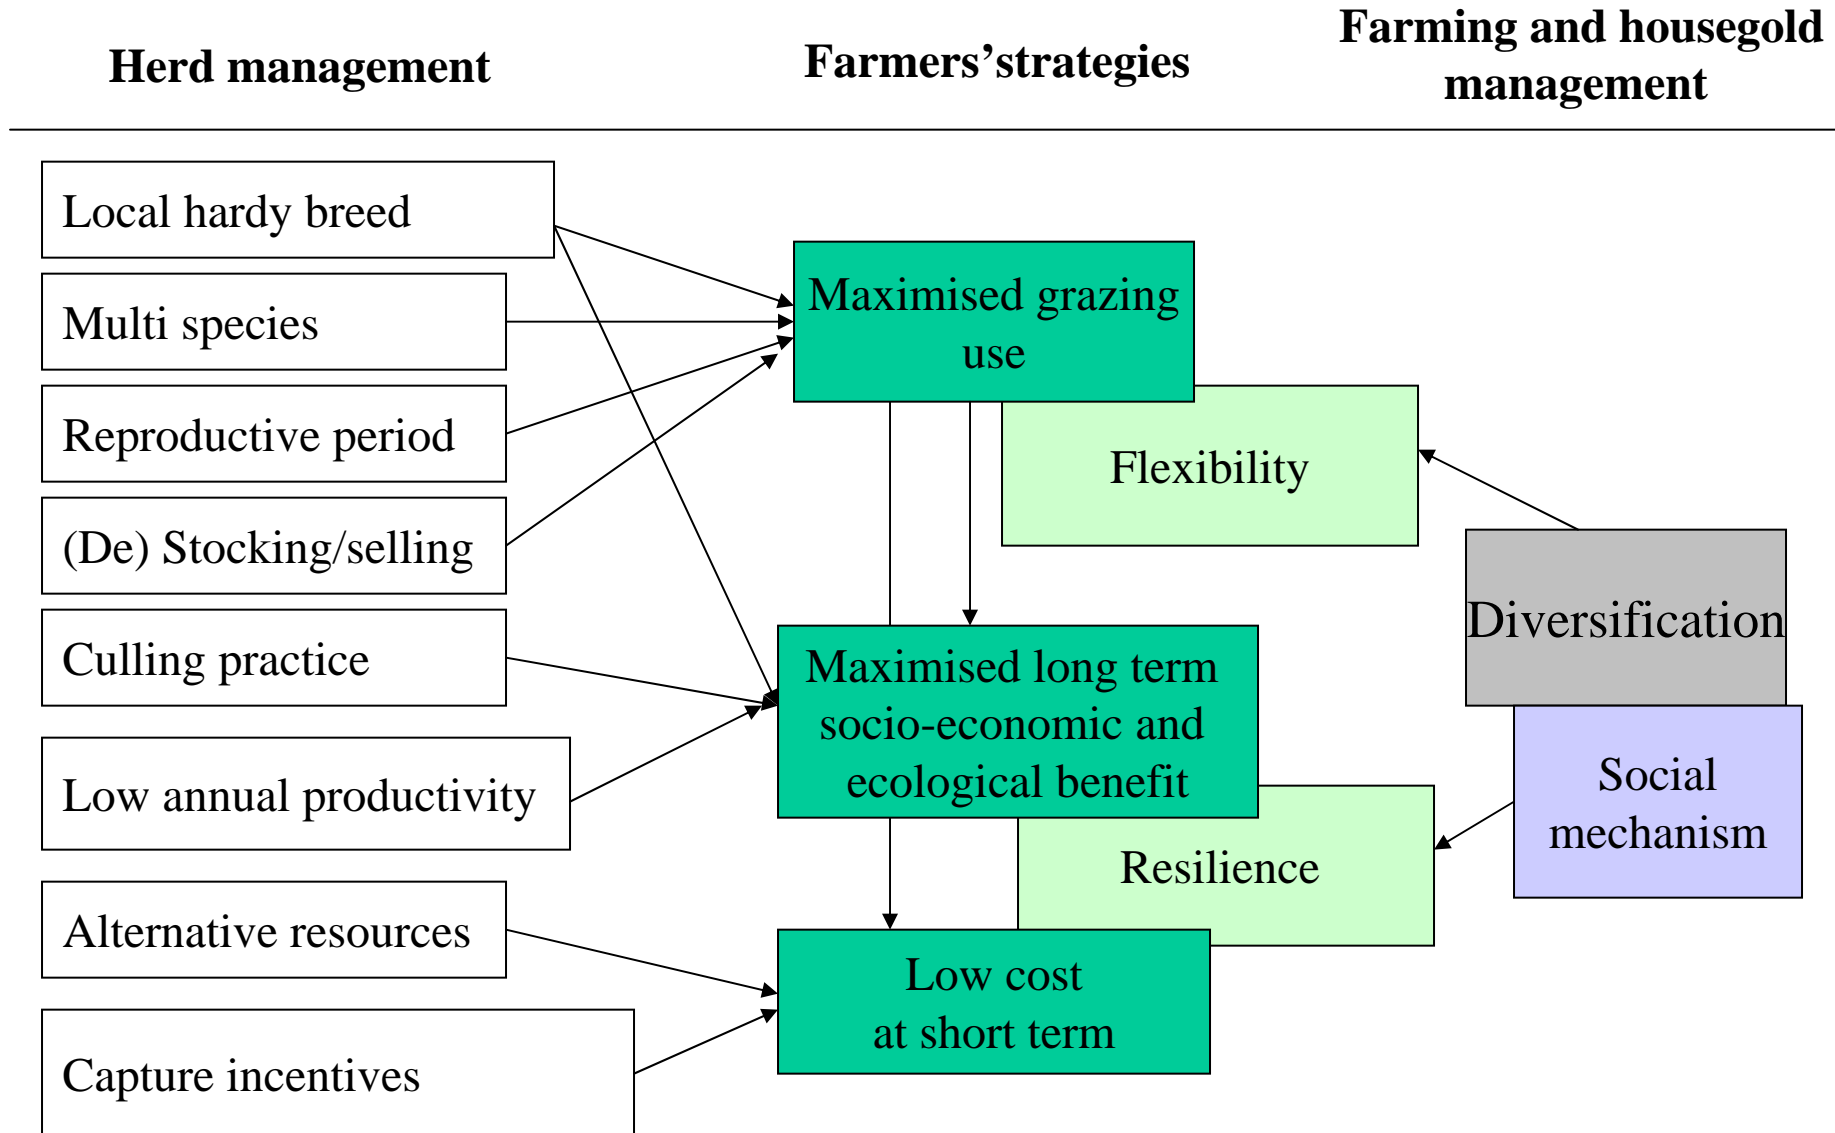 Herd management
Farmers’strategies
Farming and housegold
management
Local hardy breed
Multi species
Reproductive period
(De) Stocking/selling
Culling practice
Low annual productivity
Alternative resources
Capture incentives
Maximised grazing
use
Flexibility
Maximised long term
socio-economic and
ecological benefit
Resilience
Low cost
at short term
Diversification
Social
mechanism